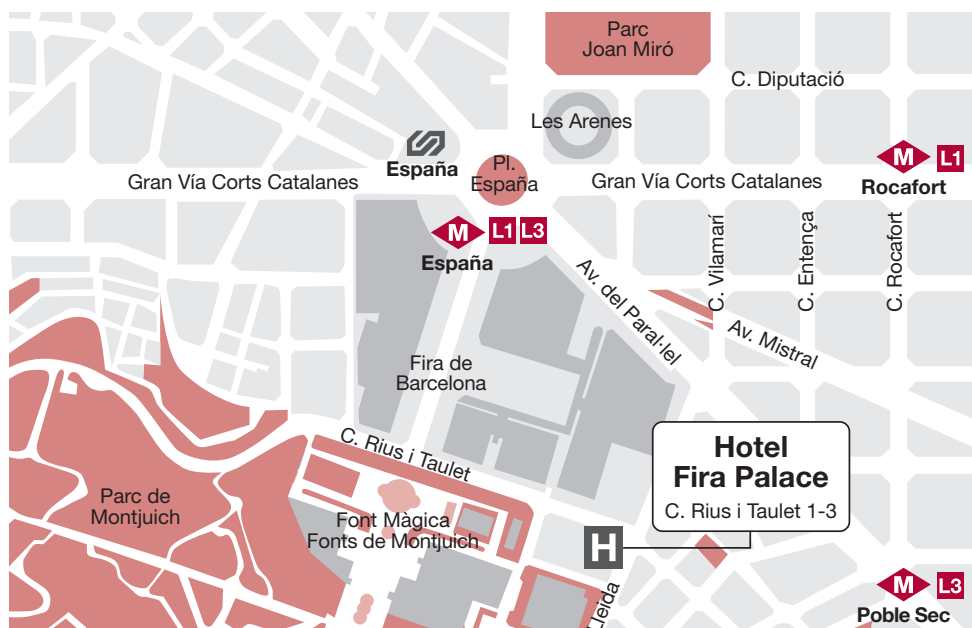 Parc
Joan Miró
C. Diputació
Les Arenes
España
Pl.
España
Gran Vía Corts Catalanes
Gran Vía Corts Catalanes
M L1
Rocafort
M L1 L3
España
C. Vilamarí
C. Entença
C. Rocafort
Av. del Paral·lel
Av. Mistral
Fira de
Barcelona
C. Rius i Taulet
Hotel
Fira Palace
C. Rius i Taulet 1-3
Parc de
Montjuich
Font Màgica
Fonts de Montjuich
H
Lleida
M L3
Poble Sec